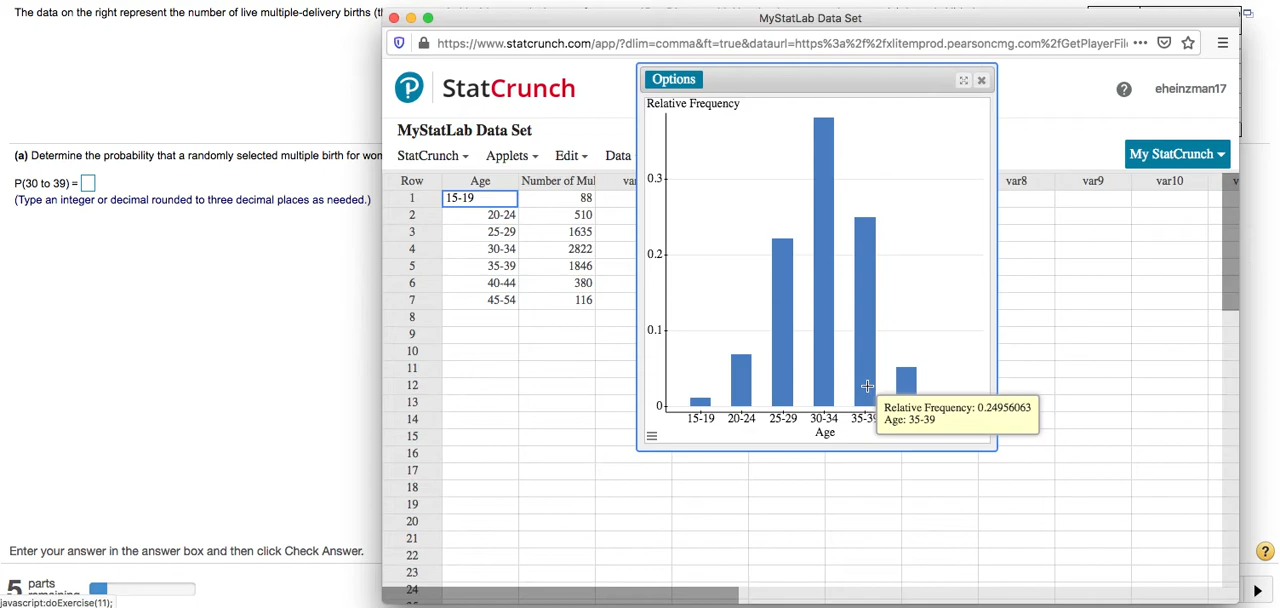 The data on the right represent the number of live multiple-delivery births (th
MyStatLab Data Set
https://www.statcrunch.com/app/?dlim=comma&ft=true&dataurl=https%3a%2f%2fxlitemprod.pearsoncmg.com%2fGetPlayerFil
StatCrunch
eheinzman17
MyStatLab Data Set
StatCrunch Applets Edit Data
My StatCrunch
(a) Determine the probability that a randomly selected multiple birth for wom
P(30 to 39) =
(Type an integer or decimal rounded to three decimal places as needed.)
Row Age Number of Mul var8 var9 var10
1 15-19 88
2 20-24 510
3 25-29 1635
4 30-34 2822
5 35-39 1846
6 40-44 380
7 45-54 116
8
9
10
11
12
13
14
15
16
17
18
19
20
21
22
23
24
Options
Relative Frequency
0.3
0.2
0.1
0
15-19 20-24 25-29 30-34 35-39
Age
Relative Frequency: 0.24956063
Age: 35-39
Enter your answer in the answer box and then click Check Answer.
5 parts
remaining
javascript:doExercise(11);